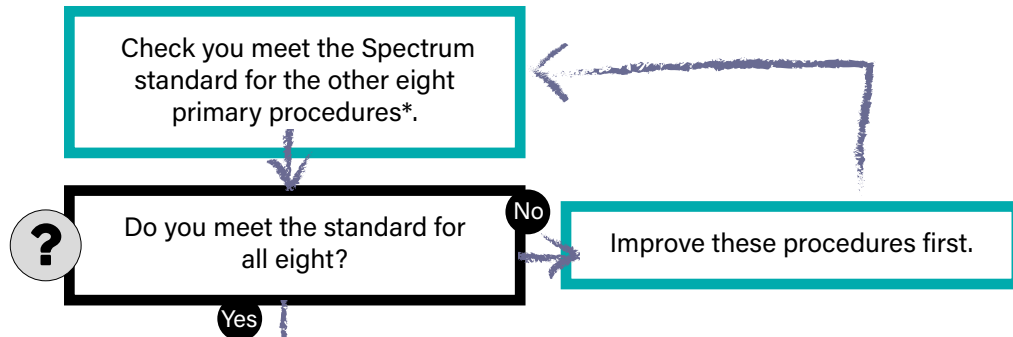 Check you meet the Spectrum
standard for the other eight
primary procedures*.
?
Do you meet the standard for
all eight?
No
Improve these procedures first.
Yes